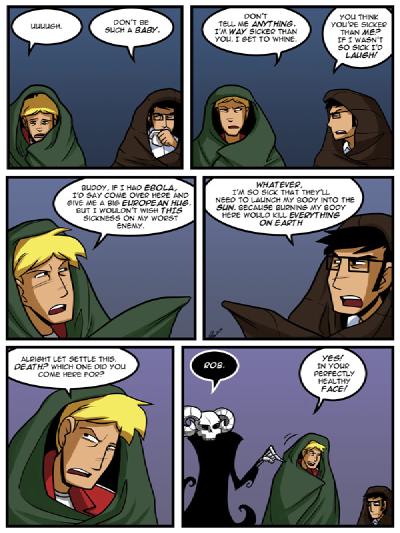 UUUUGH.
DON'T BE
SUCH A BABY.
DON'T
TELL ME ANYTHING.
I'M WAY SICKER THAN
YOU. I GET TO WHINE.
YOU THINK
YOU'RE SICKER
THAN ME?
IF I WASN'T
SO SICK I'D
LAUGH!
BUDDY, IF I HAD EBOLA,
I'D SAY COME OVER HERE AND
GIVE ME A BIG EUROPEAN HUG.
BUT I WOULDN'T WISH THIS
SICKNESS ON MY WORST
ENEMY.
WHATEVER.
I'M SO SICK THAT THEY'LL
NEED TO LAUNCH MY BODY INTO THE
SUN. BECAUSE BURNING MY BODY
HERE WOULD KILL EVERYTHING
ON EARTH
ALRIGHT LET SETTLE THIS.
DEATH? WHICH ONE DID YOU
COME HERE FOR?
ROB.
YES!
IN YOUR
PERFECTLY
HEALTHY
FACE!